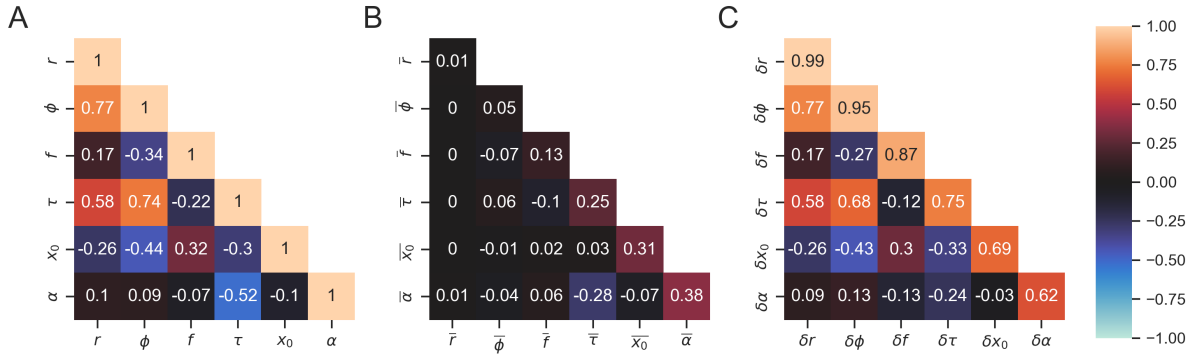 A
r
1
ϕ
0.77 1
f
0.17 -0.34 1
τ
0.58 0.74 -0.22 1
x0
-0.26 -0.44 0.32 -0.3 1
α
0.1 0.09 -0.07 -0.52 -0.1 1
r ϕ f τ x0 α
B
r̅
0.01
ϕ̅
0 0.05
f̅
0 -0.07 0.13
τ̅
0 0.06 -0.1 0.25
x̅0̅
0 -0.01 0.02 0.03 0.31
α̅
0.01 -0.04 0.06 -0.28 -0.07 0.38
r̅ ϕ̅ f̅ τ̅ x̅0̅ α̅
C
δr
0.99
δϕ
0.77 0.95
δf
0.17 -0.27 0.87
δτ
0.58 0.68 -0.12 0.75
δx0
-0.26 -0.43 0.3 -0.33 0.69
δα
0.09 0.13 -0.13 -0.24 -0.03 0.62
δr δϕ δf δτ δx0 δα
1.00
0.75
0.50
0.25
0.00
−0.25
−0.50
−0.75
−1.00